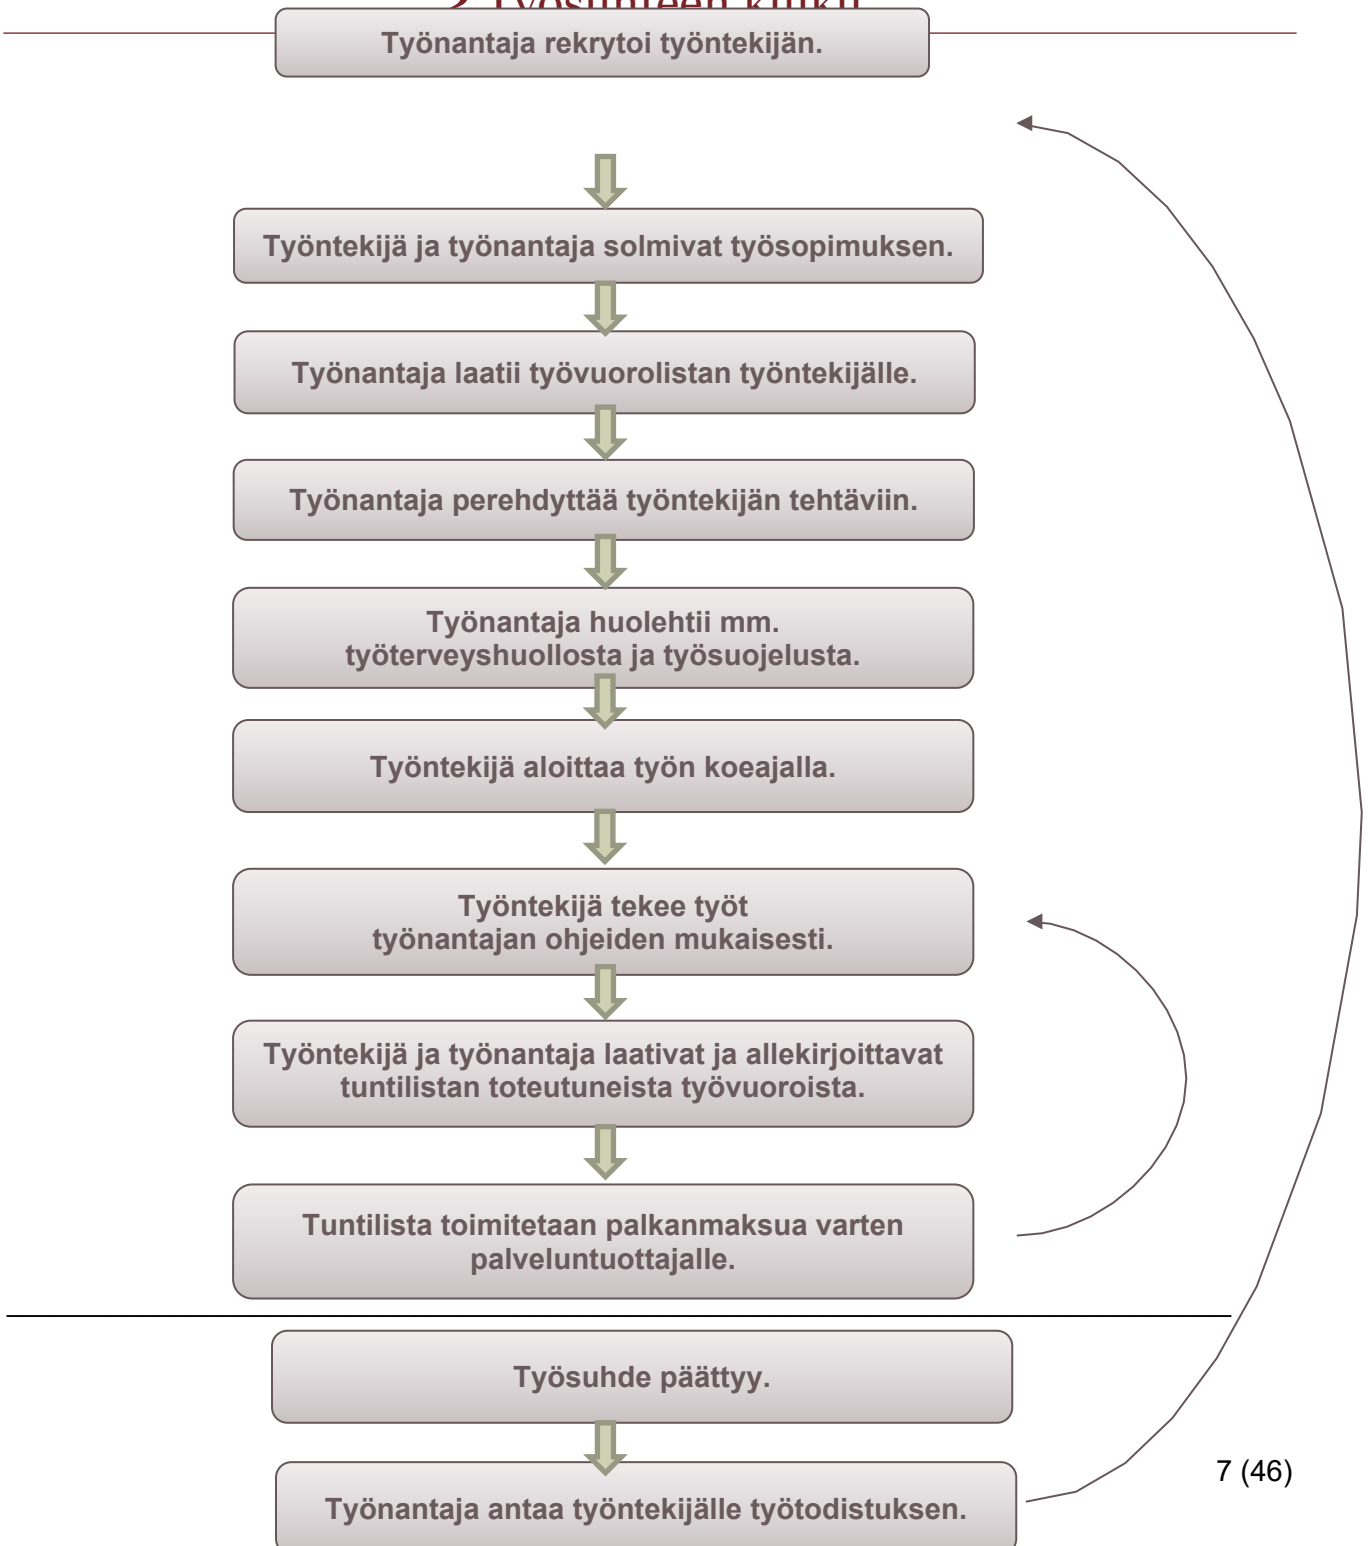 Työnantaja rekrytoi työntekijän.
Työntekijä ja työnantaja solmivat työsopimuksen.
Työnantaja laatii työvuorolistan työntekijälle.
Työnantaja perehdyttää työntekijän tehtäviin.
Työnantaja huolehtii mm.
työterveyshuollosta ja työsuojelusta.
Työntekijä aloittaa työn koeajalla.
Työntekijä tekee työt
työnantajan ohjeiden mukaisesti.
Työntekijä ja työnantaja laativat ja allekirjoittavat
tuntilistan toteutuneista työvuoroista.
Tuntilista toimitetaan palkanmaksua varten
palveluntuottajalle.
Työsuhde päättyy.
7 (46)
Työnantaja antaa työntekijälle työtodistuksen.